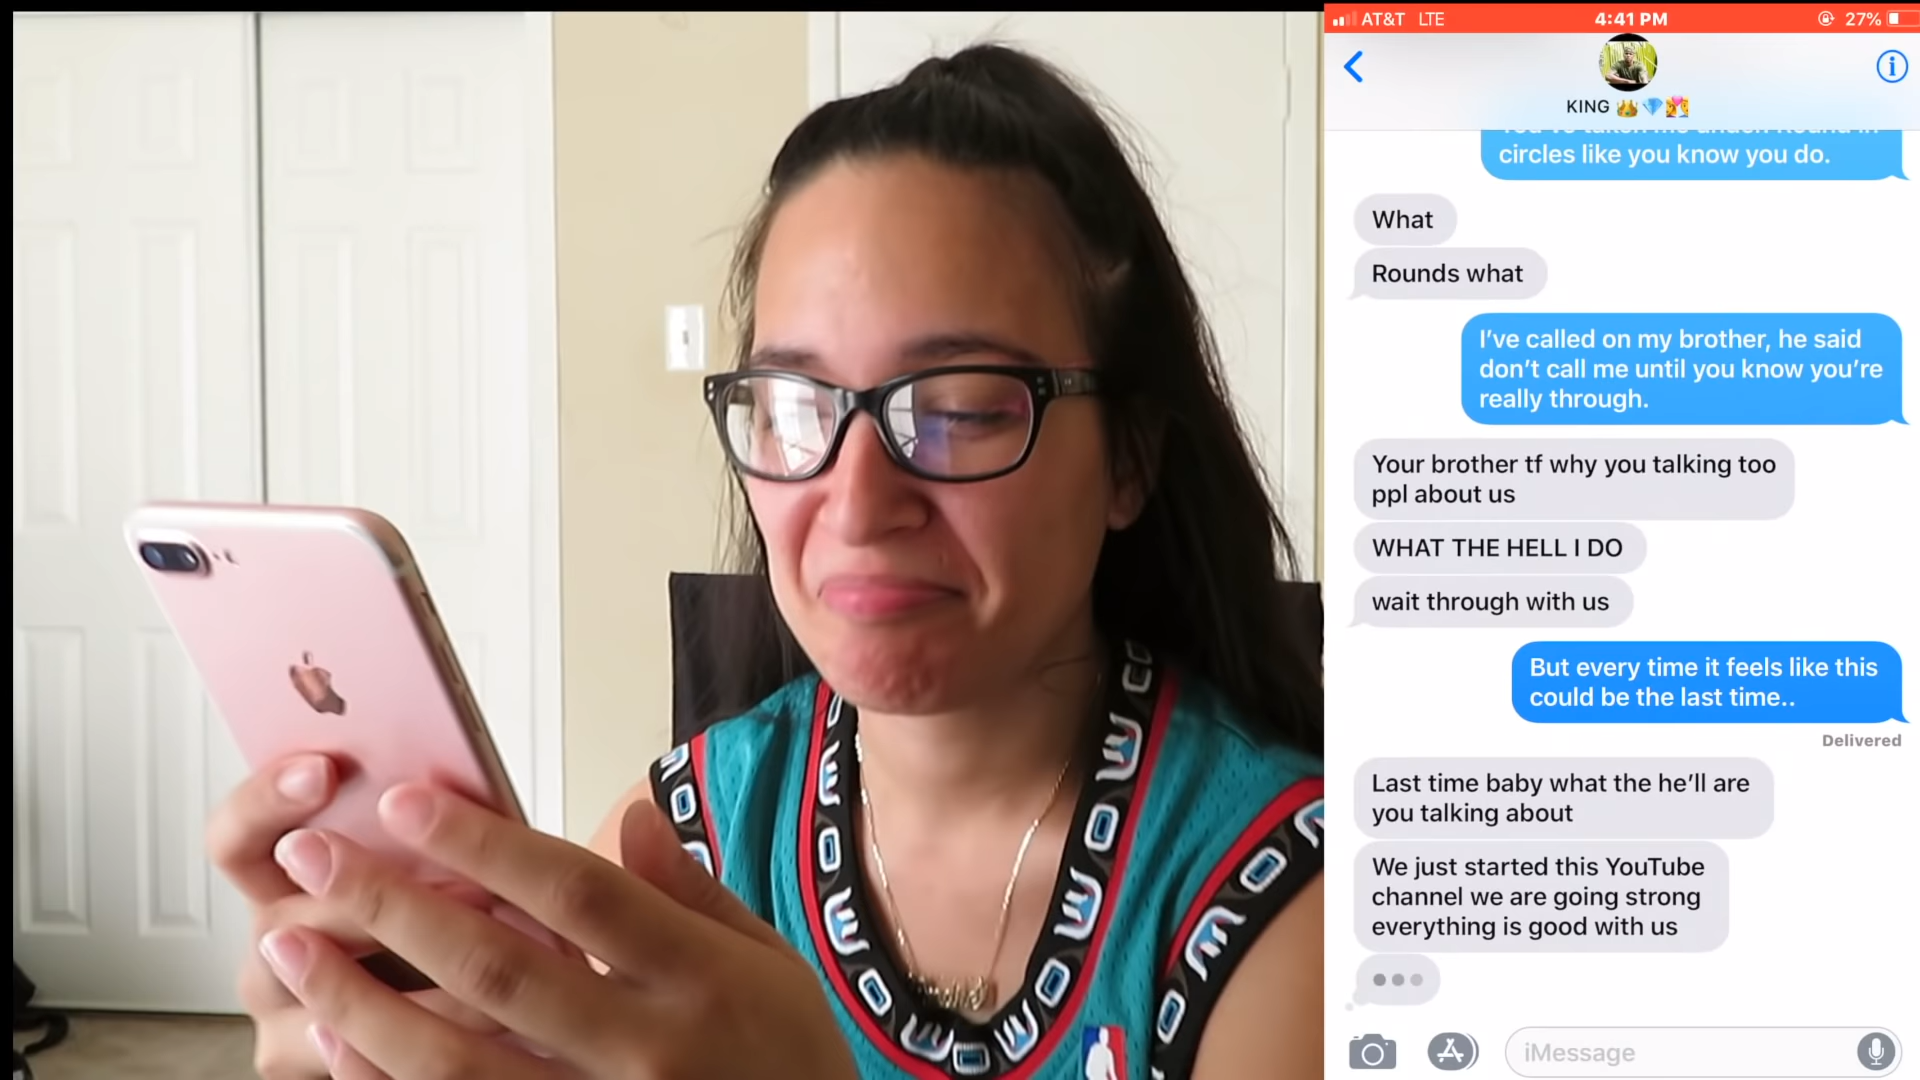 AT&T LTE 4:41 PM 27%
KING
circles like you know you do.
What
Rounds what
I've called on my brother, he said
don't call me until you know you're
really through.
Your brother tf why you talking too
ppl about us
WHAT THE HELL I DO
wait through with us
But every time it feels like this
could be the last time..
Delivered
Last time baby what the he'll are
you talking about
We just started this YouTube
channel we are going strong
everything is good with us
iMessage